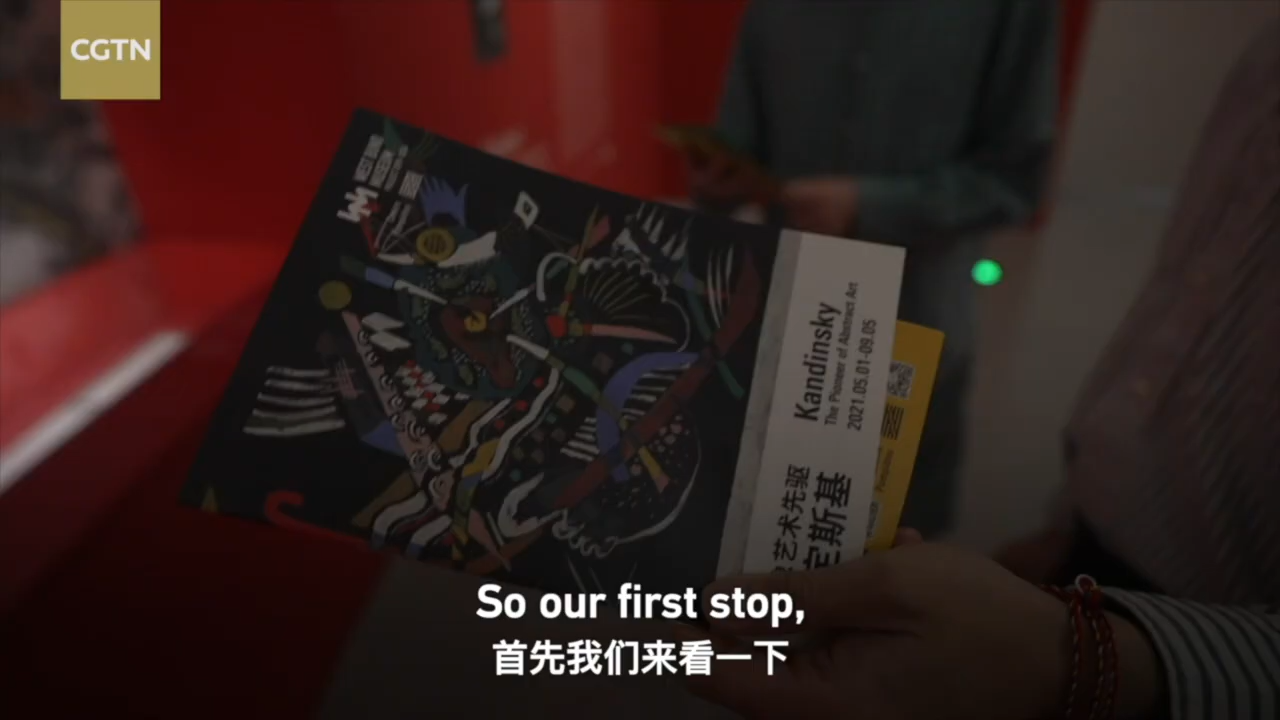 CGTN
Kandinsky
The Pioneer of Abstract Art
2021.05.01-09.05
艺术先驱
定斯基
So our first stop,
首先我们来看一下